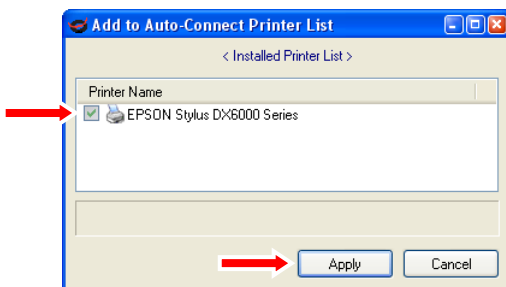 Add to Auto-Connect Printer List
< Installed Printer List >
Printer Name
EPSON Stylus DX6000 Series
Apply
Cancel